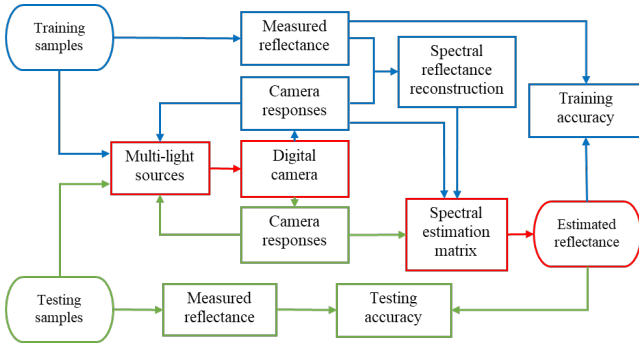 Training
samples
Measured
reflectance
Spectral
reflectance
reconstruction
Camera
responses
Training
accuracy
Multi-light
sources
Digital
camera
Camera
responses
Spectral
estimation
matrix
Estimated
reflectance
Testing
samples
Measured
reflectance
Testing
accuracy